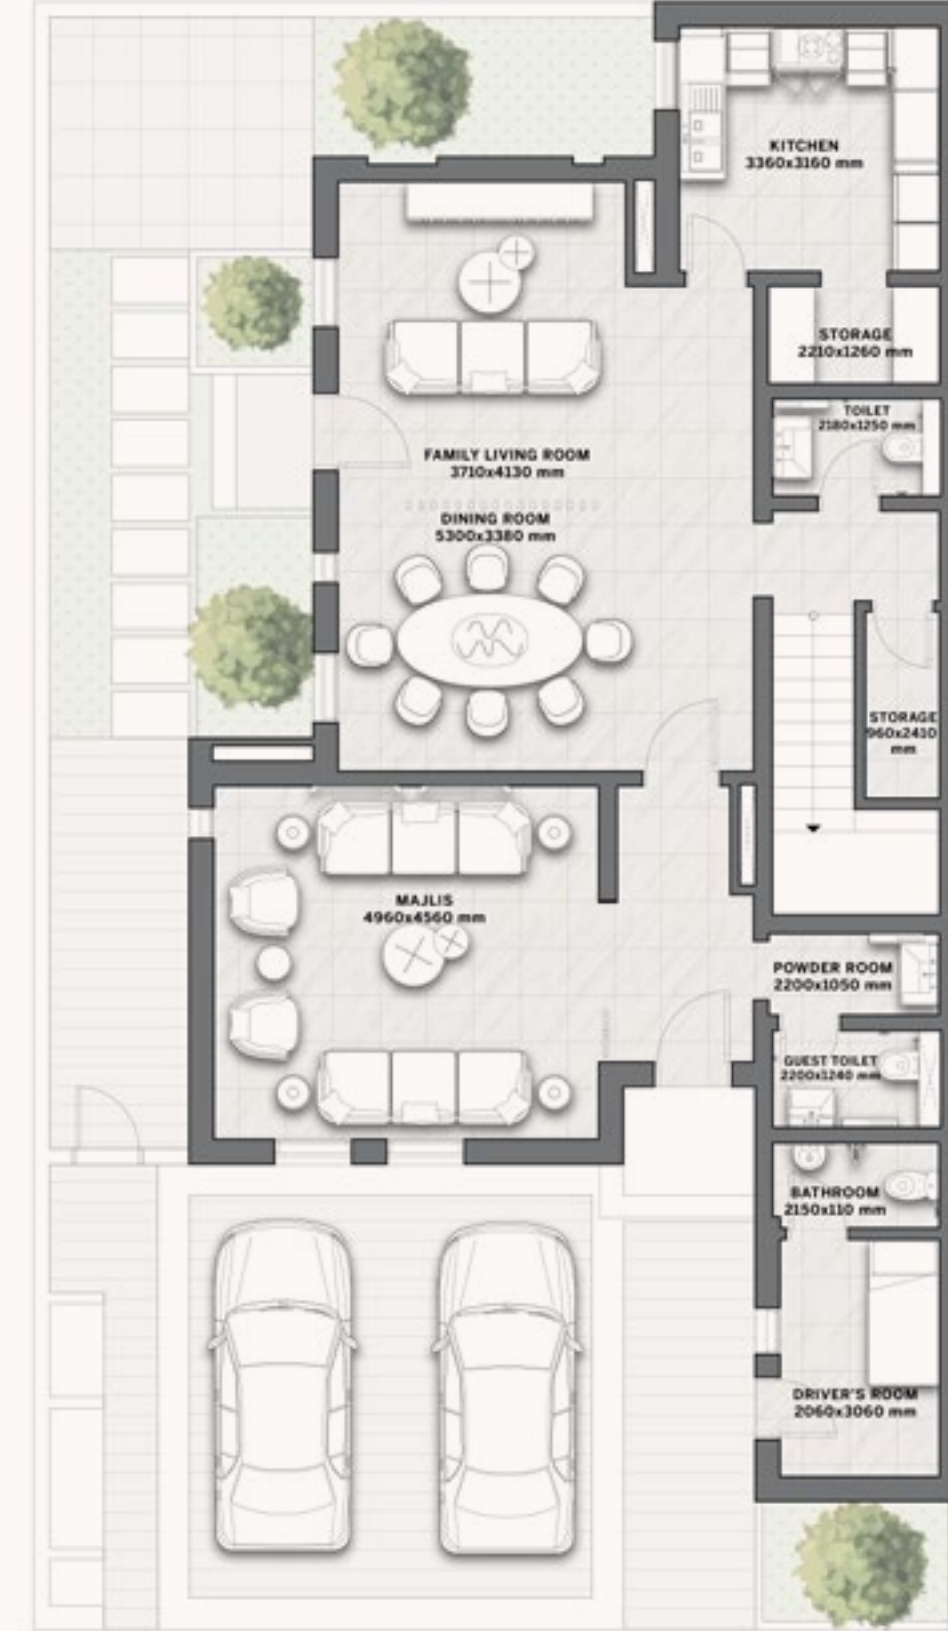 KITCHEN
3360x3160 mm
STORAGE
2210x1260 mm
TOILET
2180x1250 mm
FAMILY LIVING ROOM
3710x4130 mm
DINING ROOM
5300x3380 mm
STORAGE
960x2410
mm
MAJLIS
4960x4560 mm
POWDER ROOM
2200x1050 mm
GUEST TOILET
2200x1240 mm
BATHROOM
2150x110 mm
DRIVER'S ROOM
2060x3060 mm